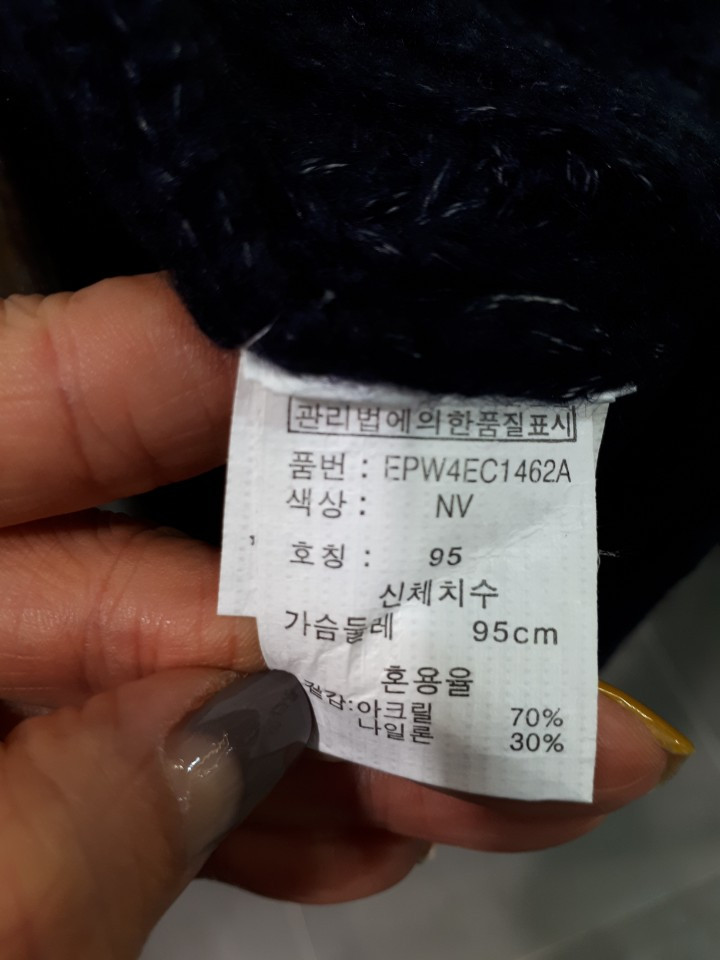 관리법에의한품질표시
품번 : EPW4EC1462A
색상 : NV
호칭 : 95
신체치수
가슴둘레 95cm
혼용율
겉감:아크릴 70%
나일론 30%